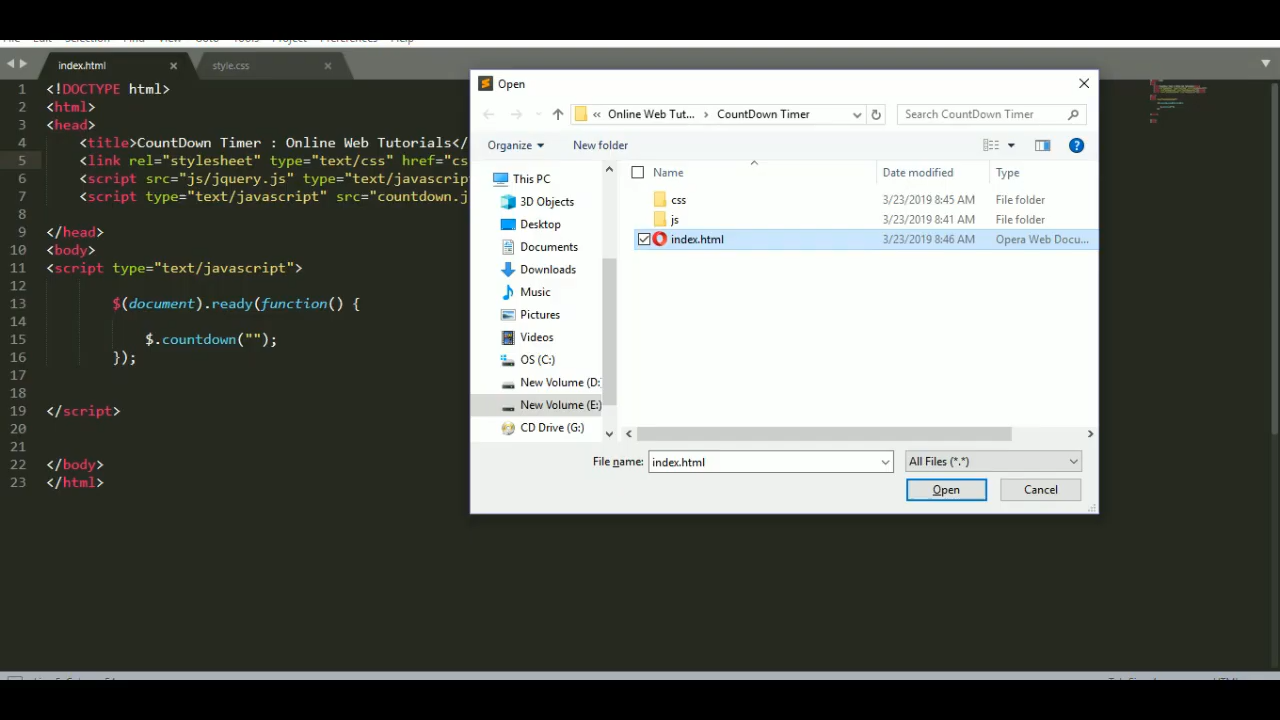 index.html
style.css
1 <!DOCTYPE html>
2 <html>
3 <head>
4 <title>CountDown Timer : Online Web Tutorials</
5 <link rel="stylesheet" type="text/css" href="cs
6 <script src="js/jquery.js" type="text/javascript
7 <script type="text/javascript" src="countdown.j
8
9 </head>
10 <body>
11 <script type="text/javascript">
12
13 $(document).ready(function() {
14
15 $.countdown("");
16 });
17
18
19 </script>
20
21
22 </body>
23 </html>
Open
« Online Web Tut... › CountDown Timer
Search CountDown Timer
Organize
New folder
This PC
3D Objects
Desktop
Documents
Downloads
Music
Pictures
Videos
OS (C:)
New Volume (D:
New Volume (E:)
CD Drive (G:)
Name Date modified Type
css 3/23/2019 8:45 AM File folder
js 3/23/2019 8:41 AM File folder
index.html 3/23/2019 8:46 AM Opera Web Docu...
File name: index.html
All Files (*.*)
Open
Cancel